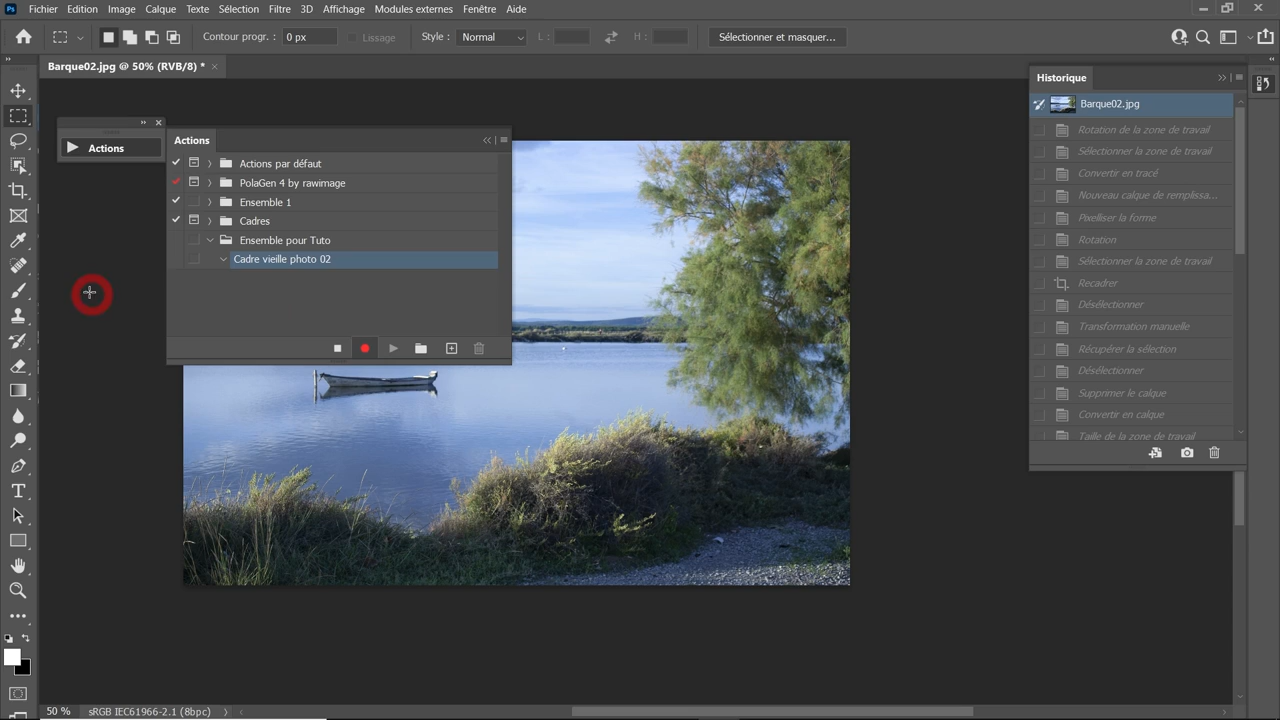 Ps Fichier Edition Image Calque Texte Sélection Filtre 3D Affichage Modules externes Fenêtre Aide
Contour progr. : 0 px Lissage Style : Normal L : H : Sélectionner et masquer...
Barque02.jpg @ 50% (RVB/8) *
Historique
Barque02.jpg
Rotation de la zone de travail
Sélectionner la zone de travail
Convertir en tracé
Nouveau calque de remplissa...
Pixelliser la forme
Rotation
Sélectionner la zone de travail
Recadrer
Désélectionner
Transformation manuelle
Récupérer la sélection
Désélectionner
Supprimer le calque
Convertir en calque
Taille de la zone de travail
Actions
Actions
Actions par défaut
PolaGen 4 by rawimage
Ensemble 1
Cadres
Ensemble pour Tuto
Cadre vieille photo 02
50 % sRGB IEC61966-2.1 (8bpc)